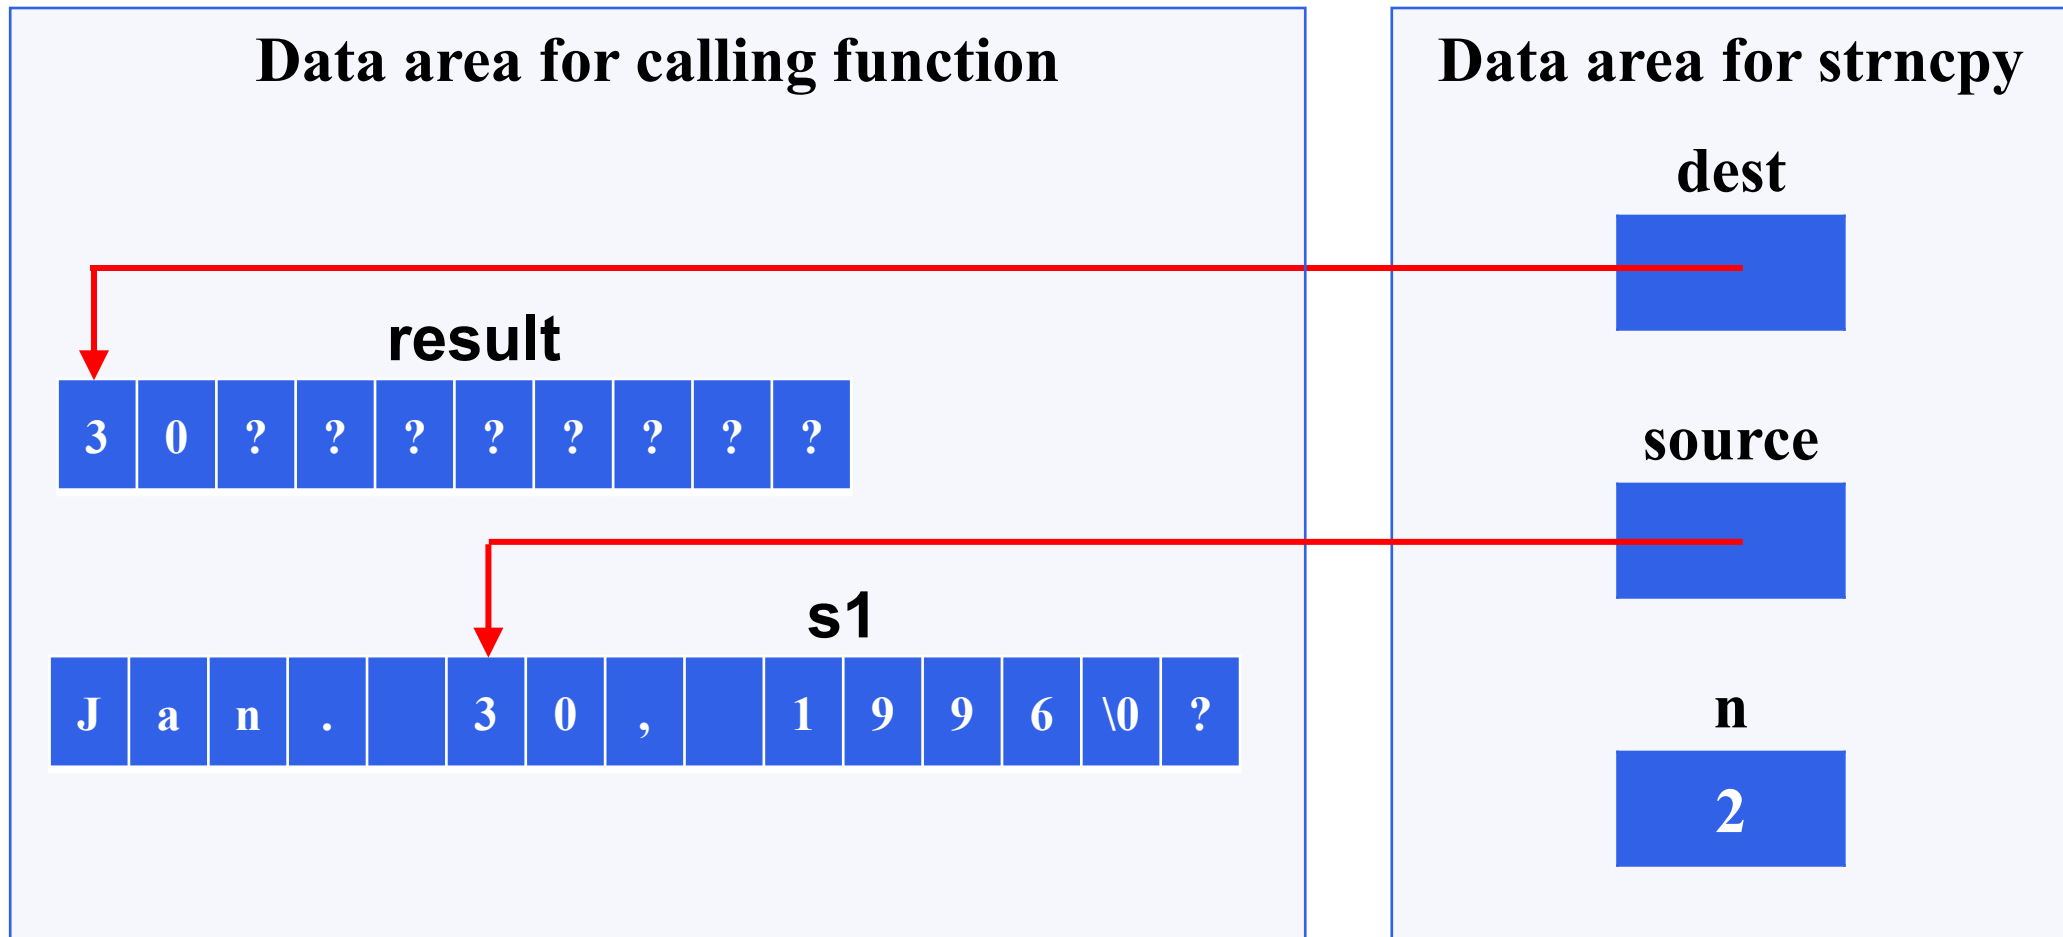 Data area for calling function
Data area for strncpy
dest
result
3 0 ? ? ? ? ? ? ? ?
source
s1
J a n . 3 0 , 1 9 9 6 \0 ?
n
2